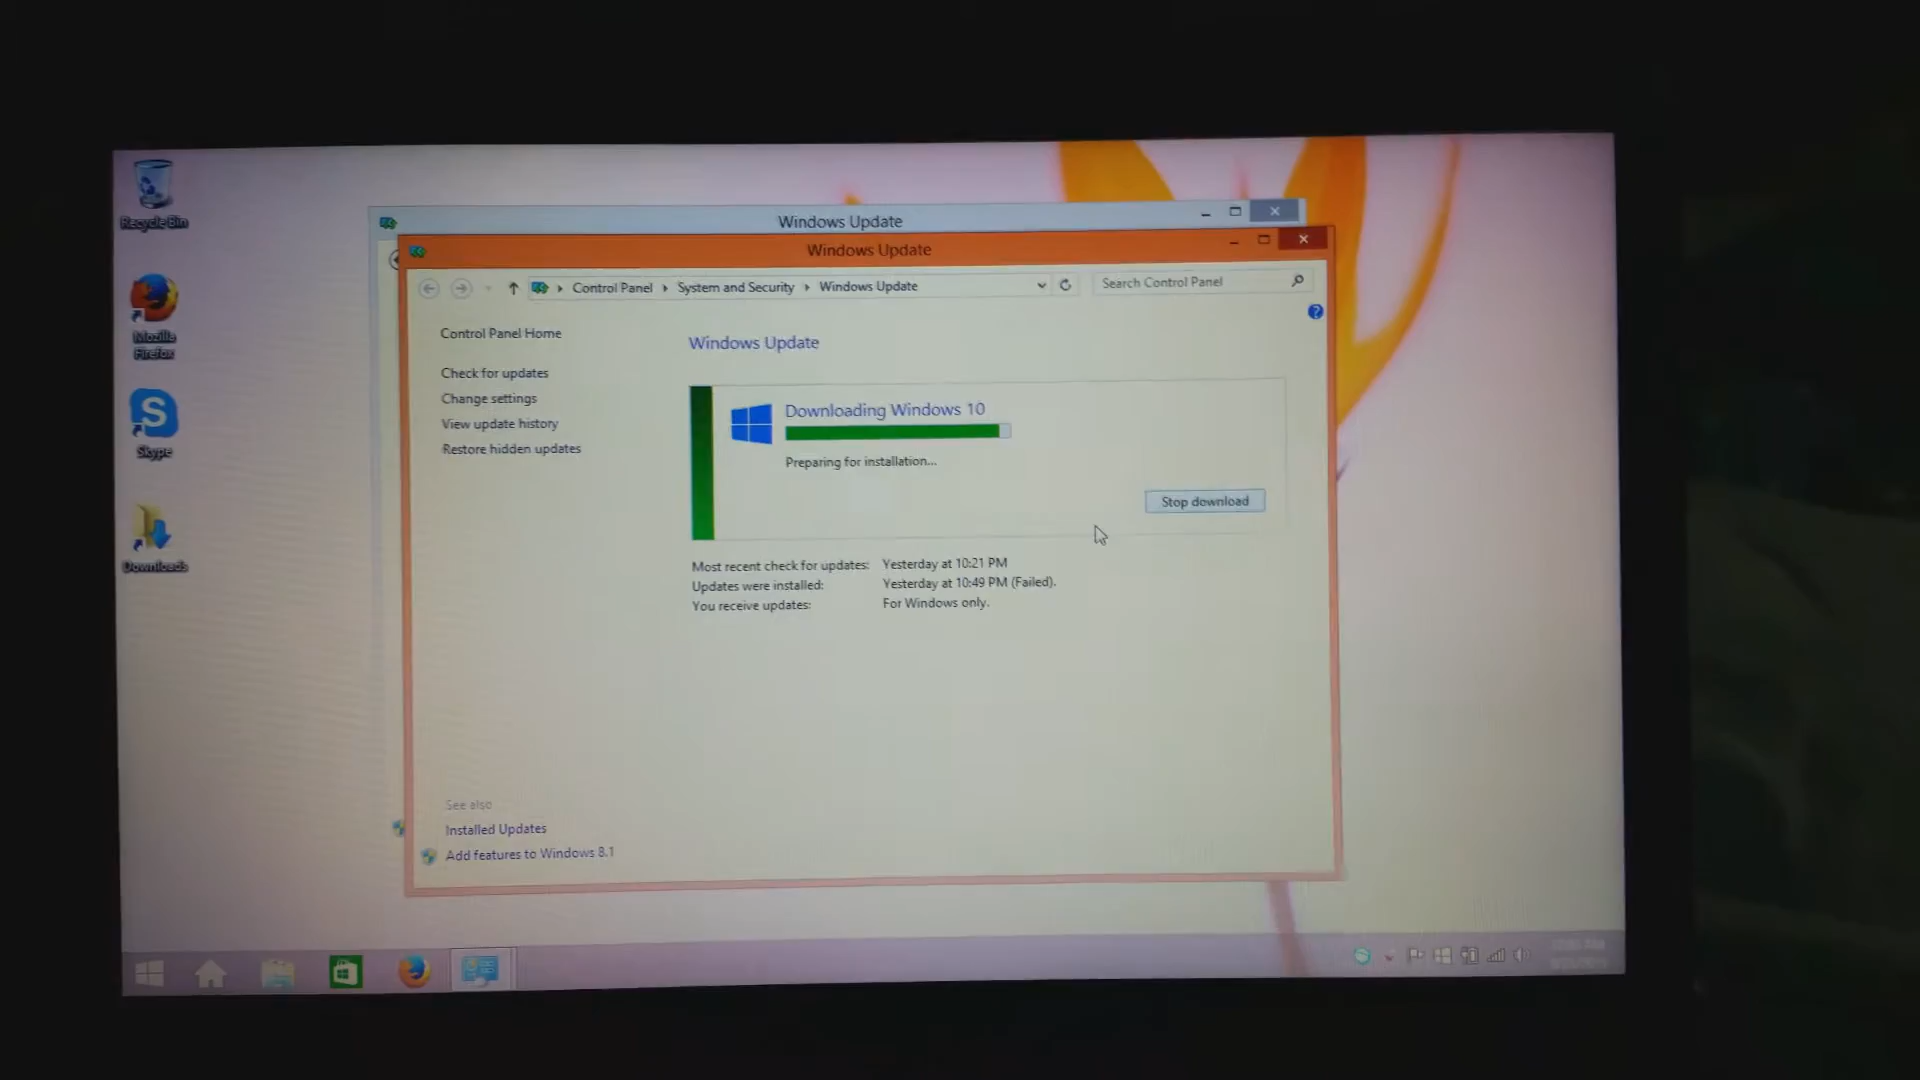 Recycle Bin
Mozilla
Firefox
Skype
Downloads
Windows Update
Windows Update
Control Panel
System and Security
Windows Update
Search Control Panel
Control Panel Home
Check for updates
Change settings
View update history
Restore hidden updates
Windows Update
Downloading Windows 10
Preparing for installation...
Stop download
Most recent check for updates: Yesterday at 10:21 PM
Updates were installed: Yesterday at 10:49 PM (Failed).
You receive updates: For Windows only.
See also
Installed Updates
Add features to Windows 8.1